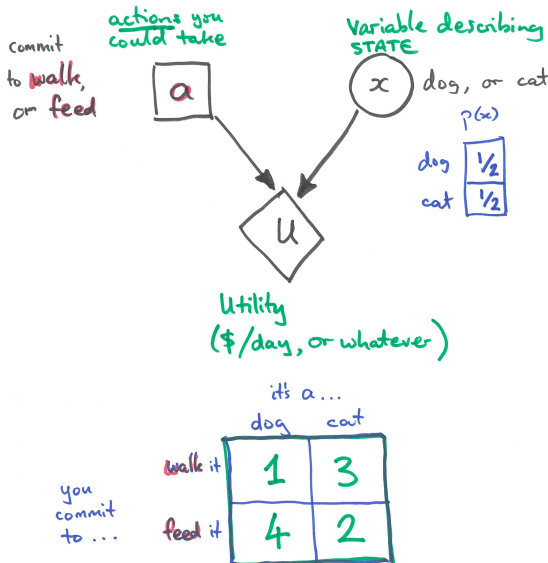 actions you
could take
commit
to walk,
or feed
a
Variable describing
STATE
x
dog, or cat
p(x)
dog 1/2
cat 1/2
U
Utility
($/day, or whatever)
it's a ...
dog cat
you
commit
to ...
walk it 1 3
feed it 4 2